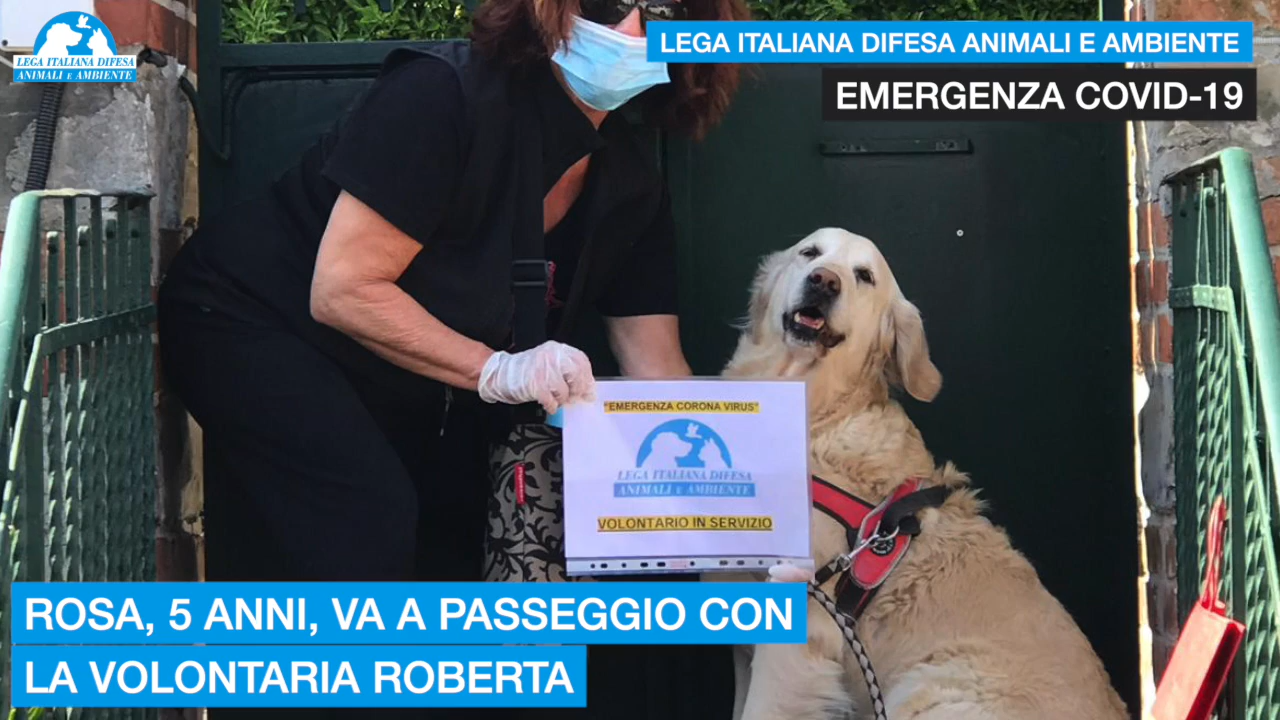 LEGA ITALIANA DIFESA
ANIMALI E AMBIENTE
LEGA ITALIANA DIFESA ANIMALI E AMBIENTE
EMERGENZA COVID-19
"EMERGENZA CORONA VIRUS"
LEGA ITALIANA DIFESA
ANIMALI E AMBIENTE
VOLONTARIO IN SERVIZIO
ROSA, 5 ANNI, VA A PASSEGGIO CON
LA VOLONTARIA ROBERTA